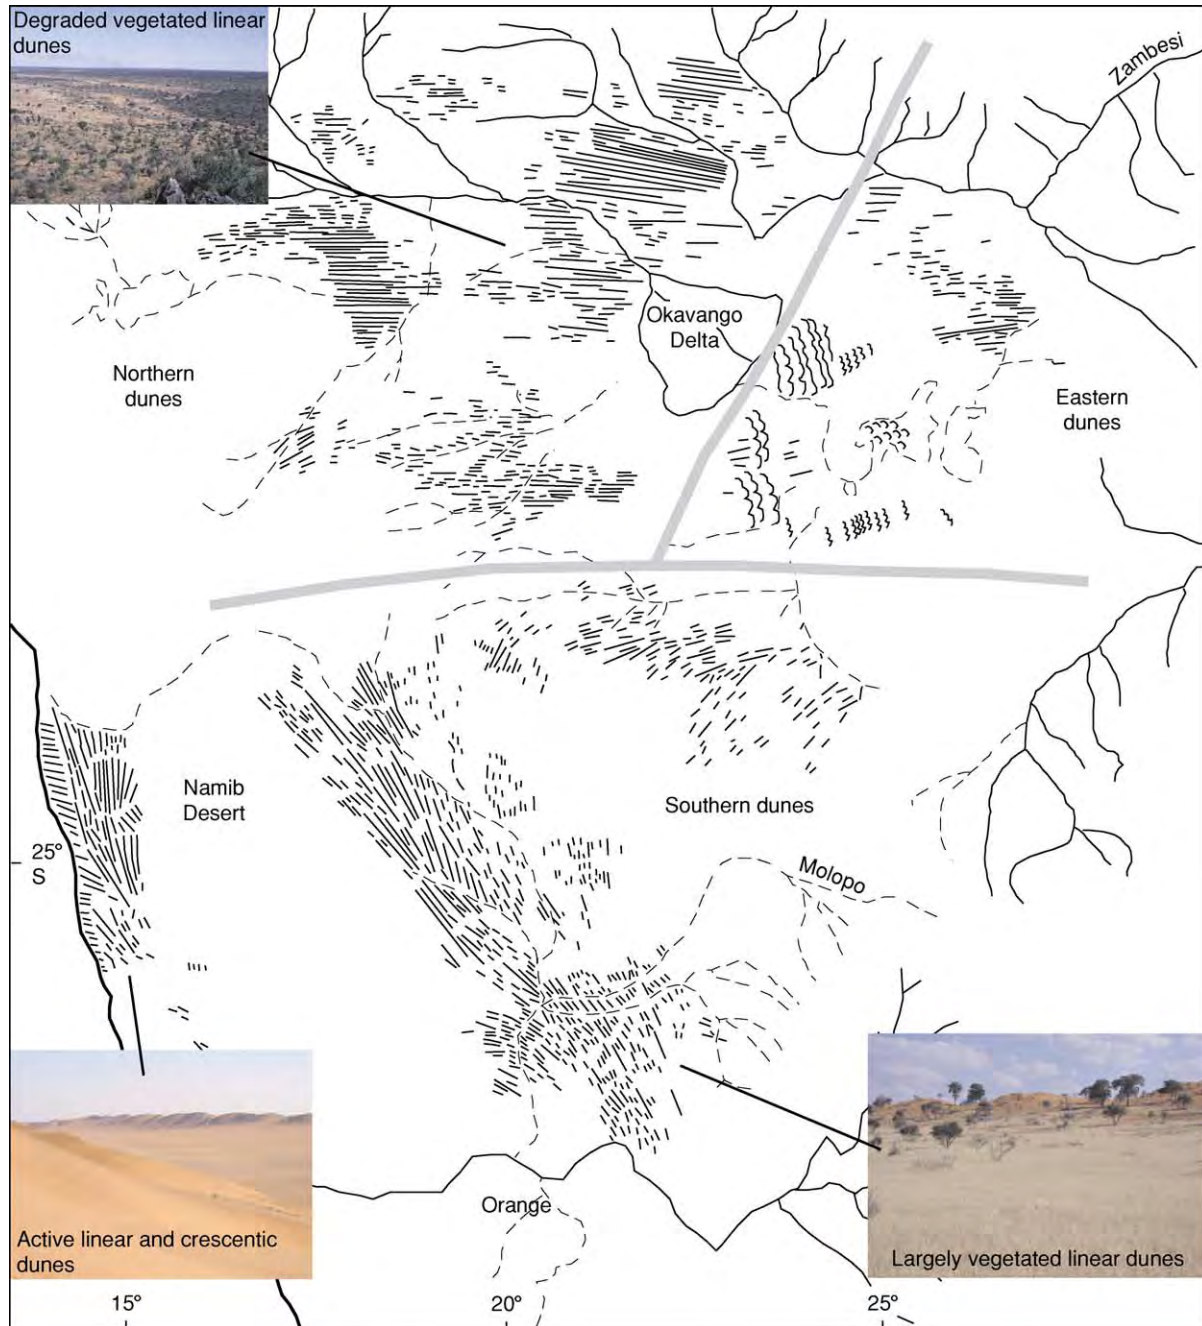 Degraded vegetated linear
dunes
Zambesi
Okavango
Delta
Northern
dunes
Eastern
dunes
Namib
Desert
Southern dunes
25°
S
Molopo
Orange
Active linear and crescentic
dunes
Largely vegetated linear dunes
15°
20°
25°